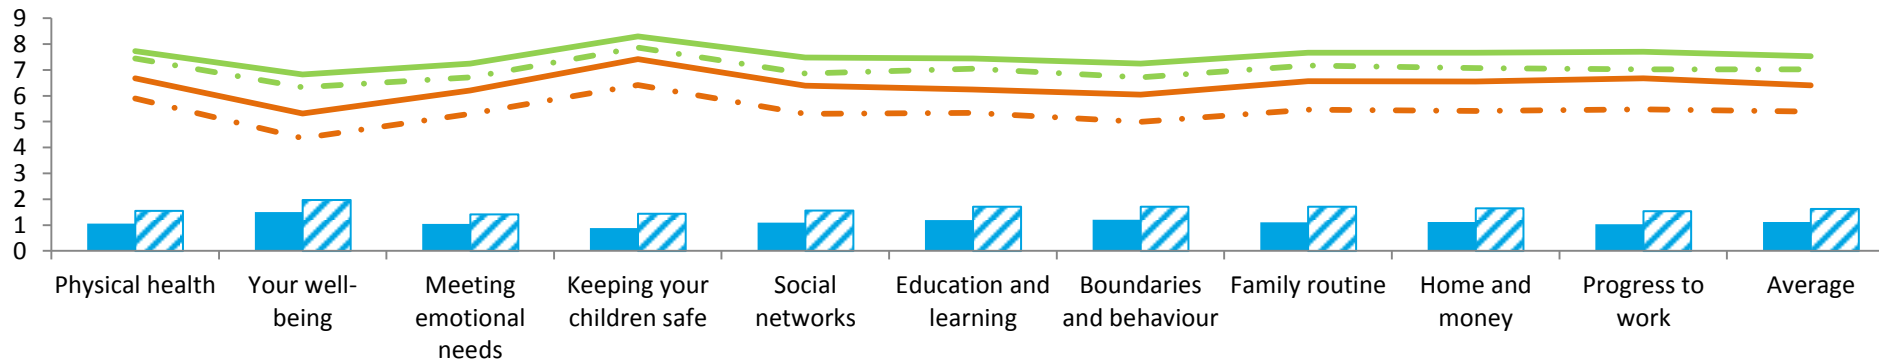 9
8
7
6
5
4
3
2
1
0
Physical health
Your well-
being
Meeting
emotional
needs
Keeping your
children safe
Social
networks
Education and
learning
Boundaries
and behaviour
Family routine
Home and
money
Progress to
work
Average